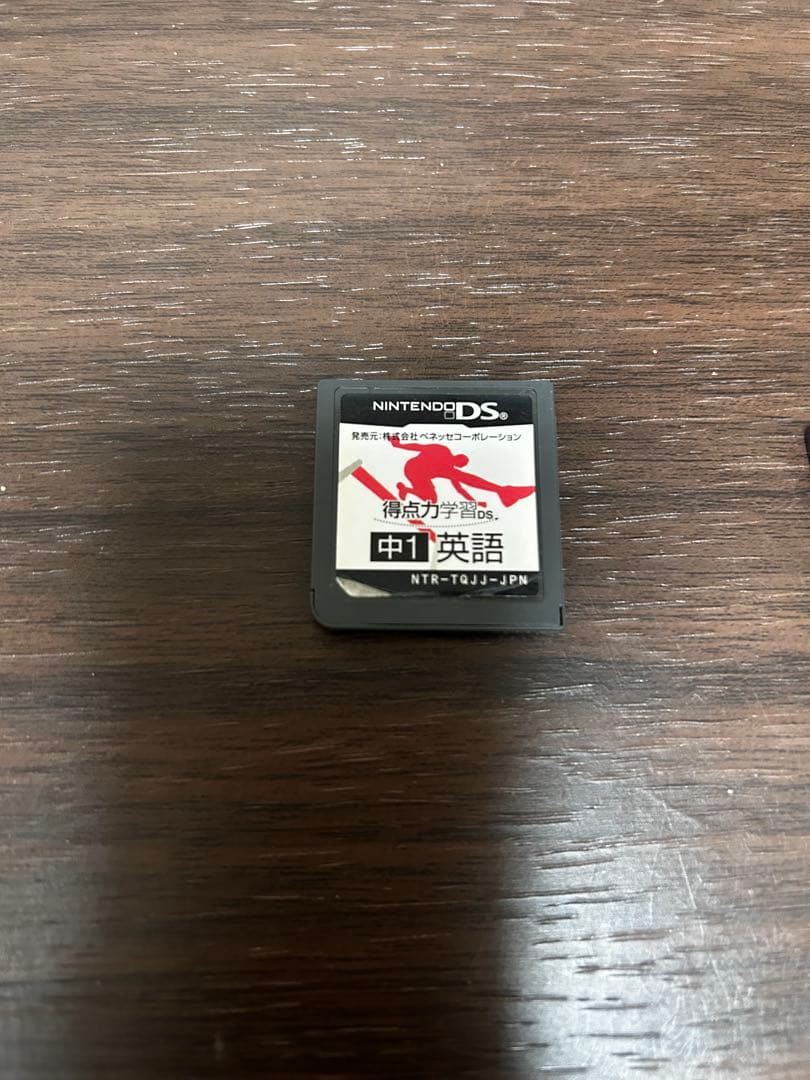 NINTENDO DS®
発売元:株式会社ベネッセコーポレーション
得点力学習DS
中1 英語
NTR-TQJJ-JPN